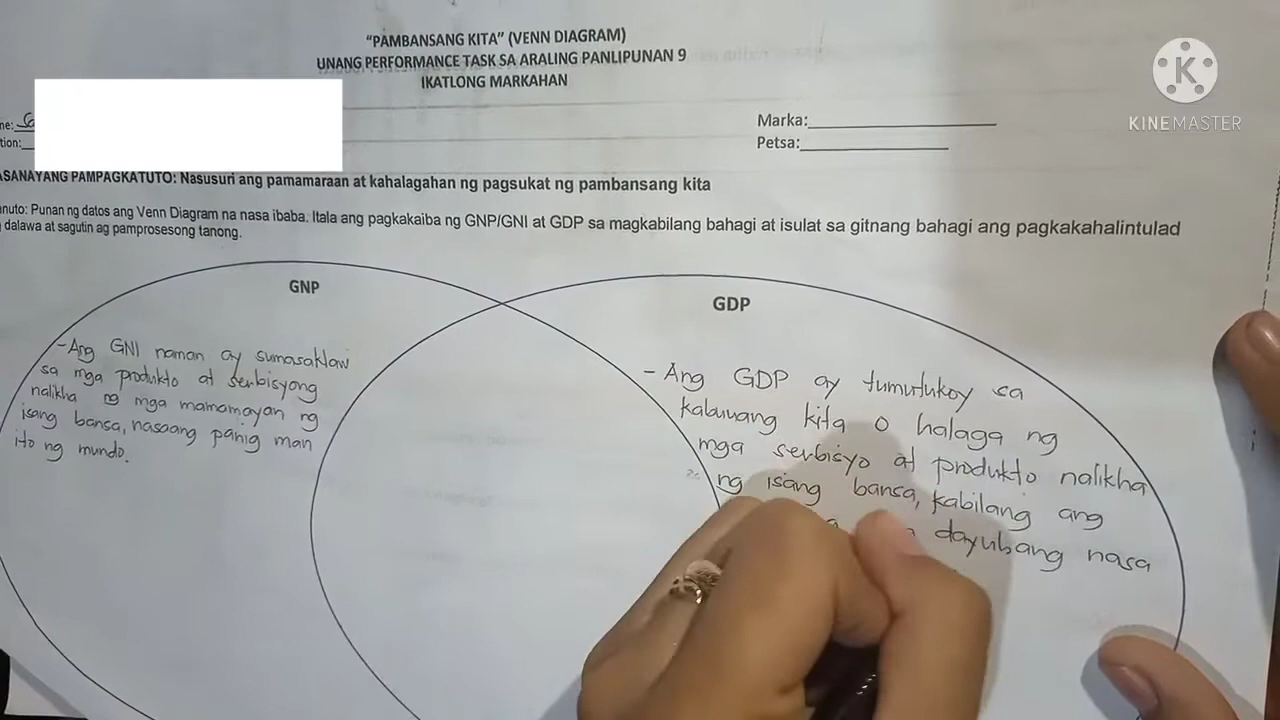 "PAMBANSANG KITA" (VENN DIAGRAM)
UNANG PERFORMANCE TASK SA ARALING PANLIPUNAN 9
IKATLONG MARKAHAN
KINEMASTER
ne:
Marka:
tion:
Petsa:
ASANAYANG PAMPAGKATUTO: Nasusuri ang pamamaraan at kahalagahan ng pagsukat ng pambansang kita
anuto: Punan ng datos ang Venn Diagram na nasa ibaba. Itala ang pagkakaiba ng GNP/GNI at GDP sa magkabilang bahagi at isulat sa gitnang bahagi ang pagkakahalintulad
dalawa at sagutin ag pamprosesong tanong.
GNP
- Ang GNI naman ay sumasaklaw
sa mga produkto at serbisyong
nalikha ng mga mamamayan ng
isang bansa, nasaang panig man
ito ng mundo.
GDP
- Ang GDP ay tumutukoy sa
kabuuang kita o halaga ng
mga serbisyo at produkto nalikha
ng isang bansa, kabilang ang
dayuhang nasa